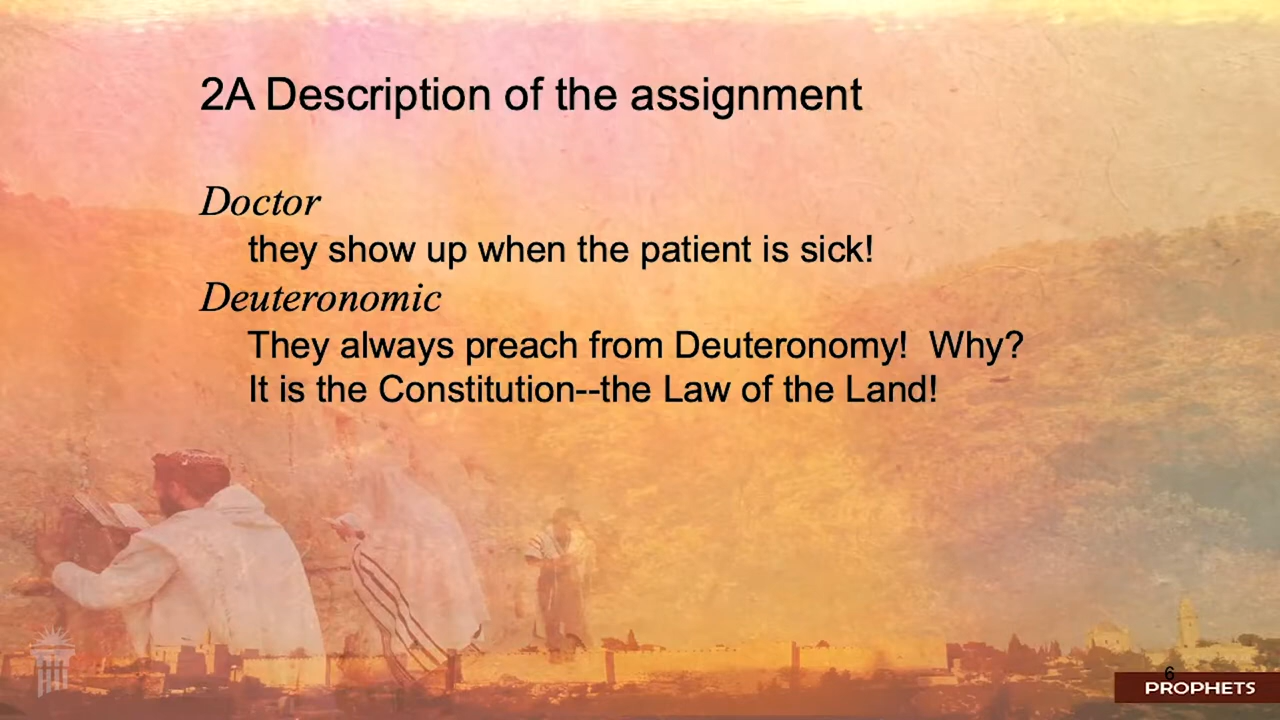 2A Description of the assignment
Doctor
they show up when the patient is sick!
Deuteronomic
They always preach from Deuteronomy!  Why?
It is the Constitution--the Law of the Land!
6
PROPHETS